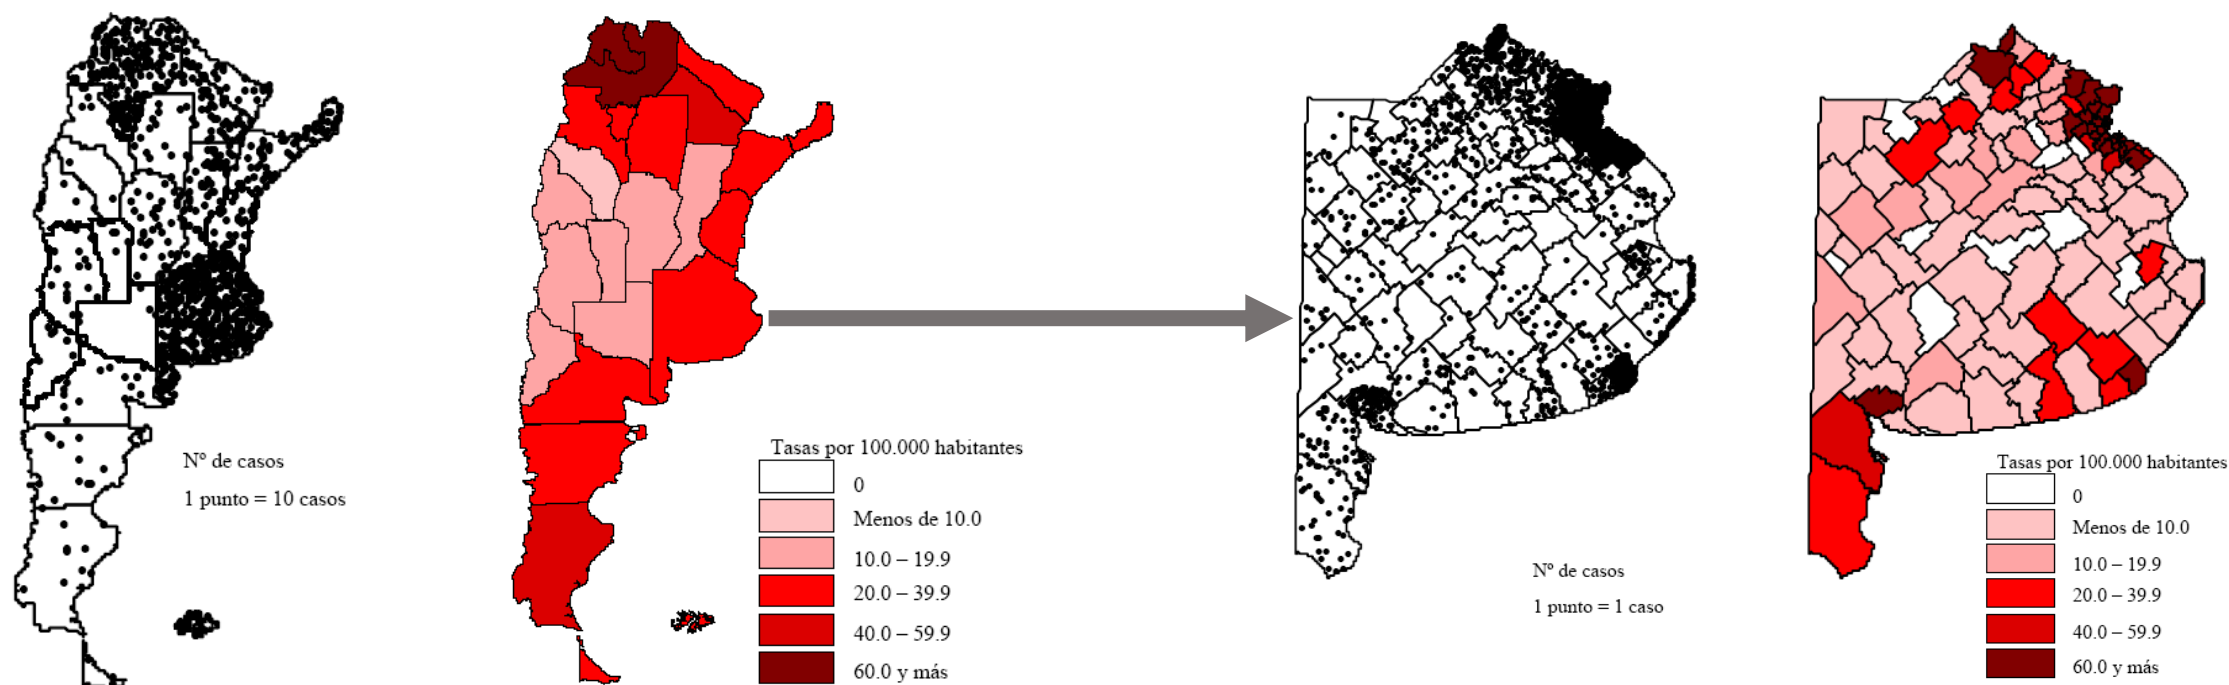 Nº de casos
1 punto = 10 casos
Tasas por 100.000 habitantes
0
Menos de 10.0
10.0 – 19.9
20.0 – 39.9
40.0 – 59.9
60.0 y más
Nº de casos
1 punto = 1 caso
Tasas por 100.000 habitantes
0
Menos de 10.0
10.0 – 19.9
20.0 – 39.9
40.0 – 59.9
60.0 y más